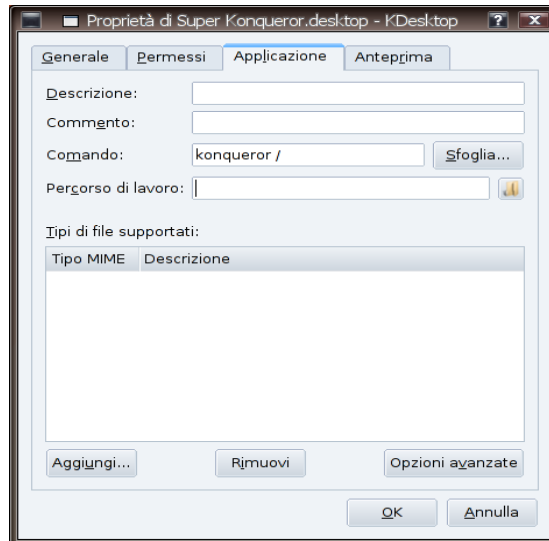 Proprietà di Super Konqueror.desktop - KDesktop ? X
Generale Permessi Applicazione Anteprima
Descrizione:
Commento:
Comando: konqueror / Sfoglia...
Percorso di lavoro:
Tipi di file supportati:
Tipo MIME Descrizione
Aggiungi... Rimuovi Opzioni avanzate
OK Annulla